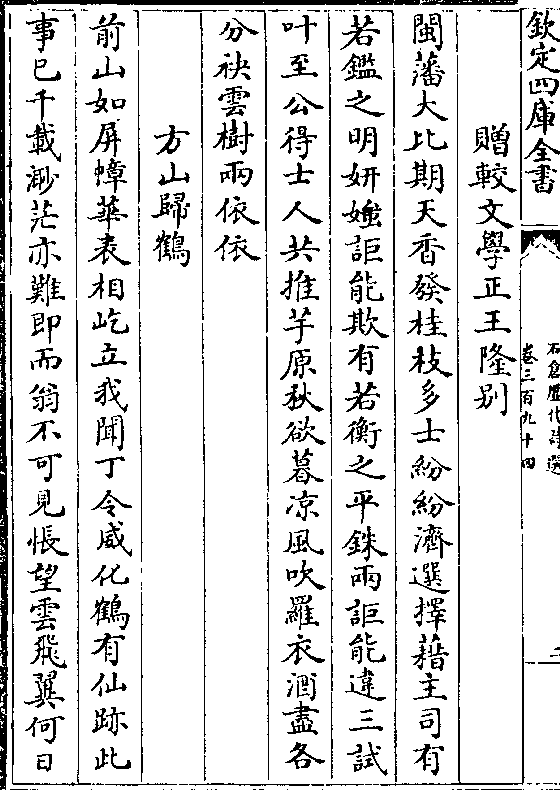 欽定四庫全書
石倉歷代詩選
卷三百九十四
贈較文學正王隆别
閩藩大比期天香發桂枝多士紛紛濟選擇藉主司有
若鑑之明妍媸詎能欺有若衡之平銖兩詎能違三試
叶至公得士人共推芋原秋欲暮凉風吹羅衣酒盡各
分袂雲樹兩依依
方山歸鶴
前山如屏幛華表相屹立我聞丁令威化鶴有仙跡此
事已千載渺茫亦難即而翁不可見悵望雲飛翼何日